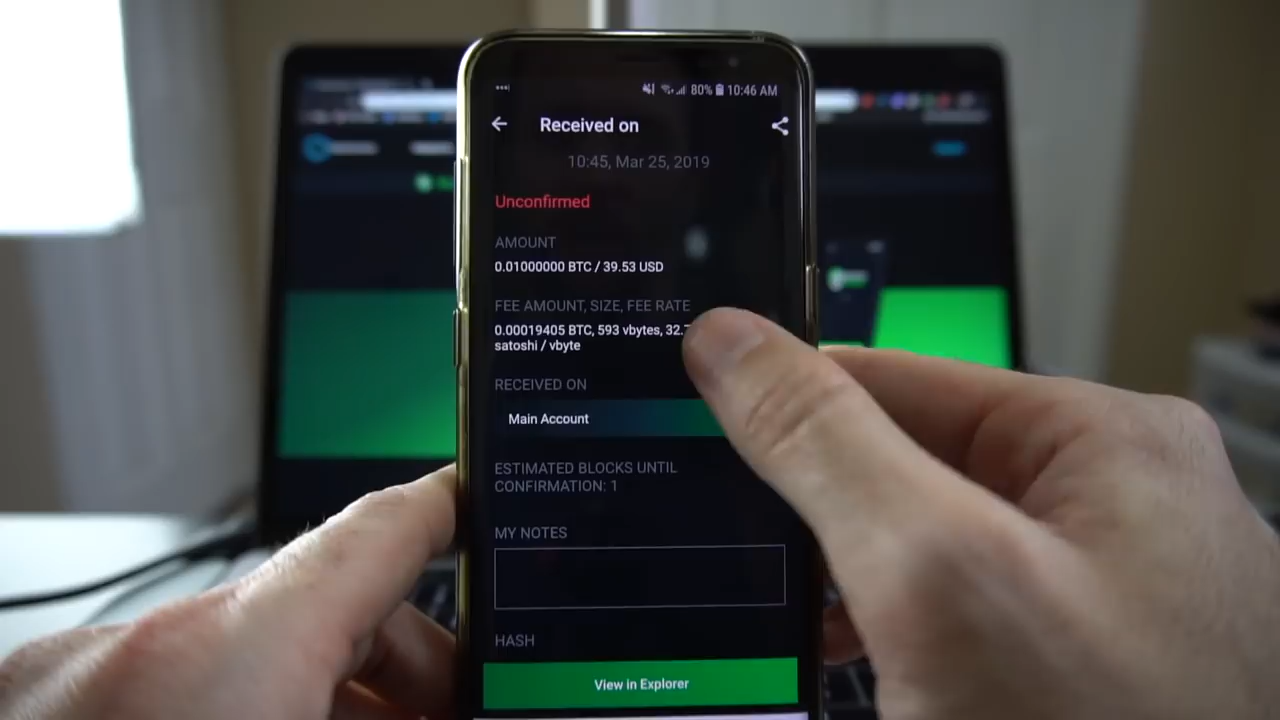 80% 10:46 AM
Received on
10:45, Mar 25, 2019
Unconfirmed
AMOUNT
0.01000000 BTC / 39.53 USD
FEE AMOUNT, SIZE, FEE RATE
0.00019405 BTC, 593 vbytes,
satoshi / vbyte
RECEIVED ON
Main Account
ESTIMATED BLOCKS UNTIL
CONFIRMATION: 1
MY NOTES
HASH
View in Explorer